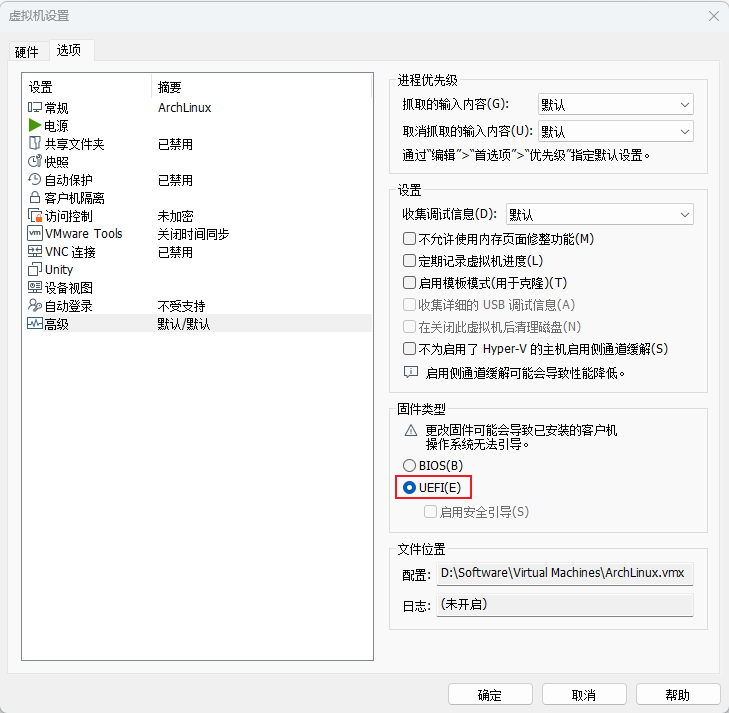 虚拟机设置
硬件 选项
设置 摘要
常规 ArchLinux
电源
共享文件夹 已禁用
快照
自动保护 已禁用
客户机隔离
访问控制 未加密
VMware Tools 关闭时间同步
VNC 连接 已禁用
Unity
设备视图
自动登录 不受支持
高级 默认/默认
进程优先级
抓取的输入内容(G): 默认
取消抓取的输入内容(U): 默认
通过“编辑”>“首选项”>“优先级”指定默认设置。
设置
收集调试信息(D): 默认
不允许使用内存页面修整功能(M)
定期记录虚拟机进度(L)
启用模板模式(用于克隆)(T)
收集详细的 USB 调试信息(A)
在关闭此虚拟机后清理磁盘(N)
不为启用了 Hyper-V 的主机启用侧通道缓解(S)
启用侧通道缓解可能会导致性能降低。
固件类型
更改固件可能会导致已安装的客户机
操作系统无法引导。
BIOS(B)
UEFI(E)
启用安全引导(S)
文件位置
配置: D:\Software\Virtual Machines\ArchLinux.vmx
日志: (未开启)
确定 取消 帮助